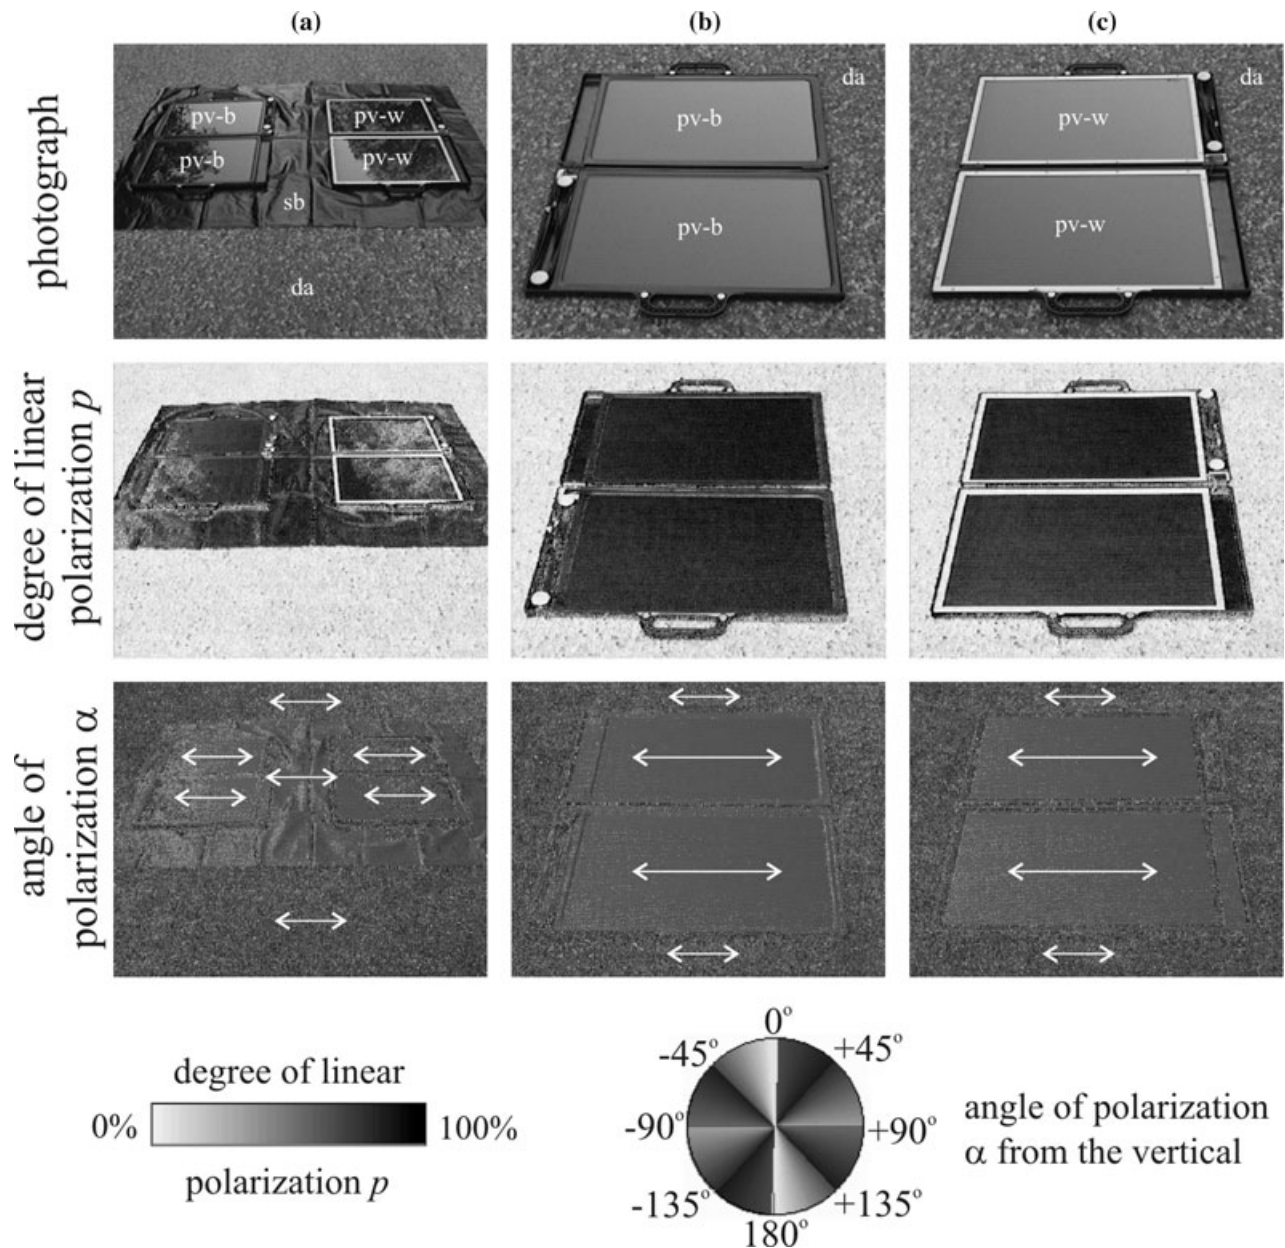 (a)
(b)
(c)
photograph
pv-b
pv-w
pv-b
pv-w
sb
da
pv-b
pv-b
da
pv-w
pv-w
da
degree of linear
polarization p
angle of
polarization α
degree of linear
0%
100%
polarization p
0°
-45°
+45°
-90°
+90°
-135°
+135°
180°
angle of polarization
α from the vertical